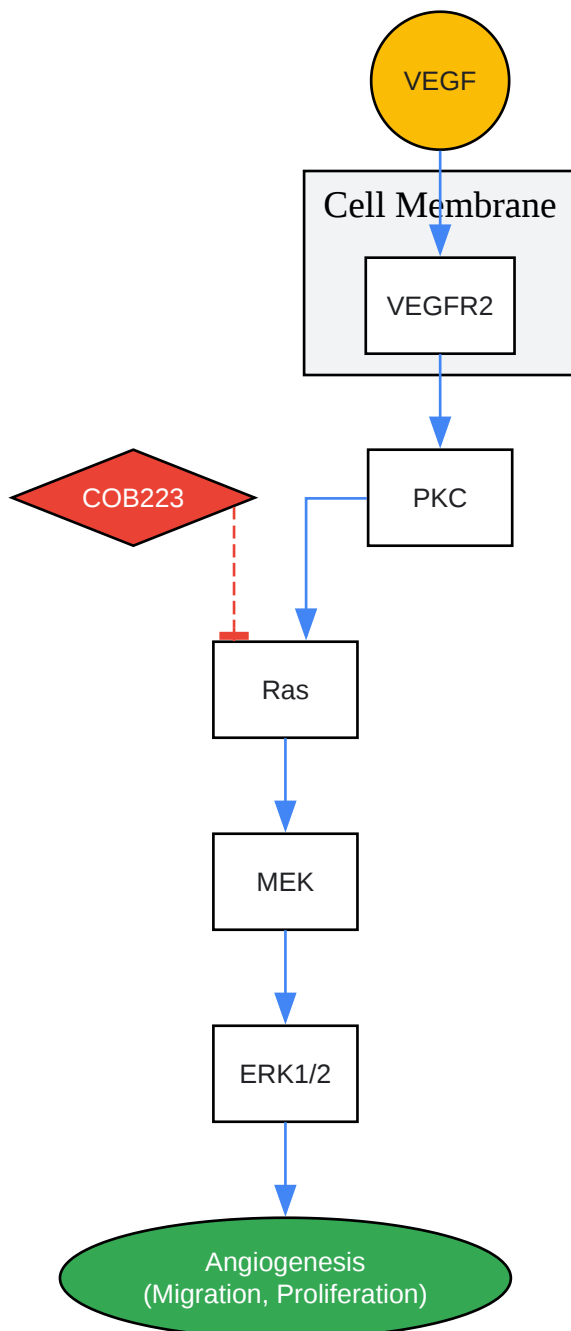 VEGF
Cell Membrane
VEGFR2
COB223
PKC
Ras
MEK
ERK1/2
Angiogenesis
(Migration, Proliferation)